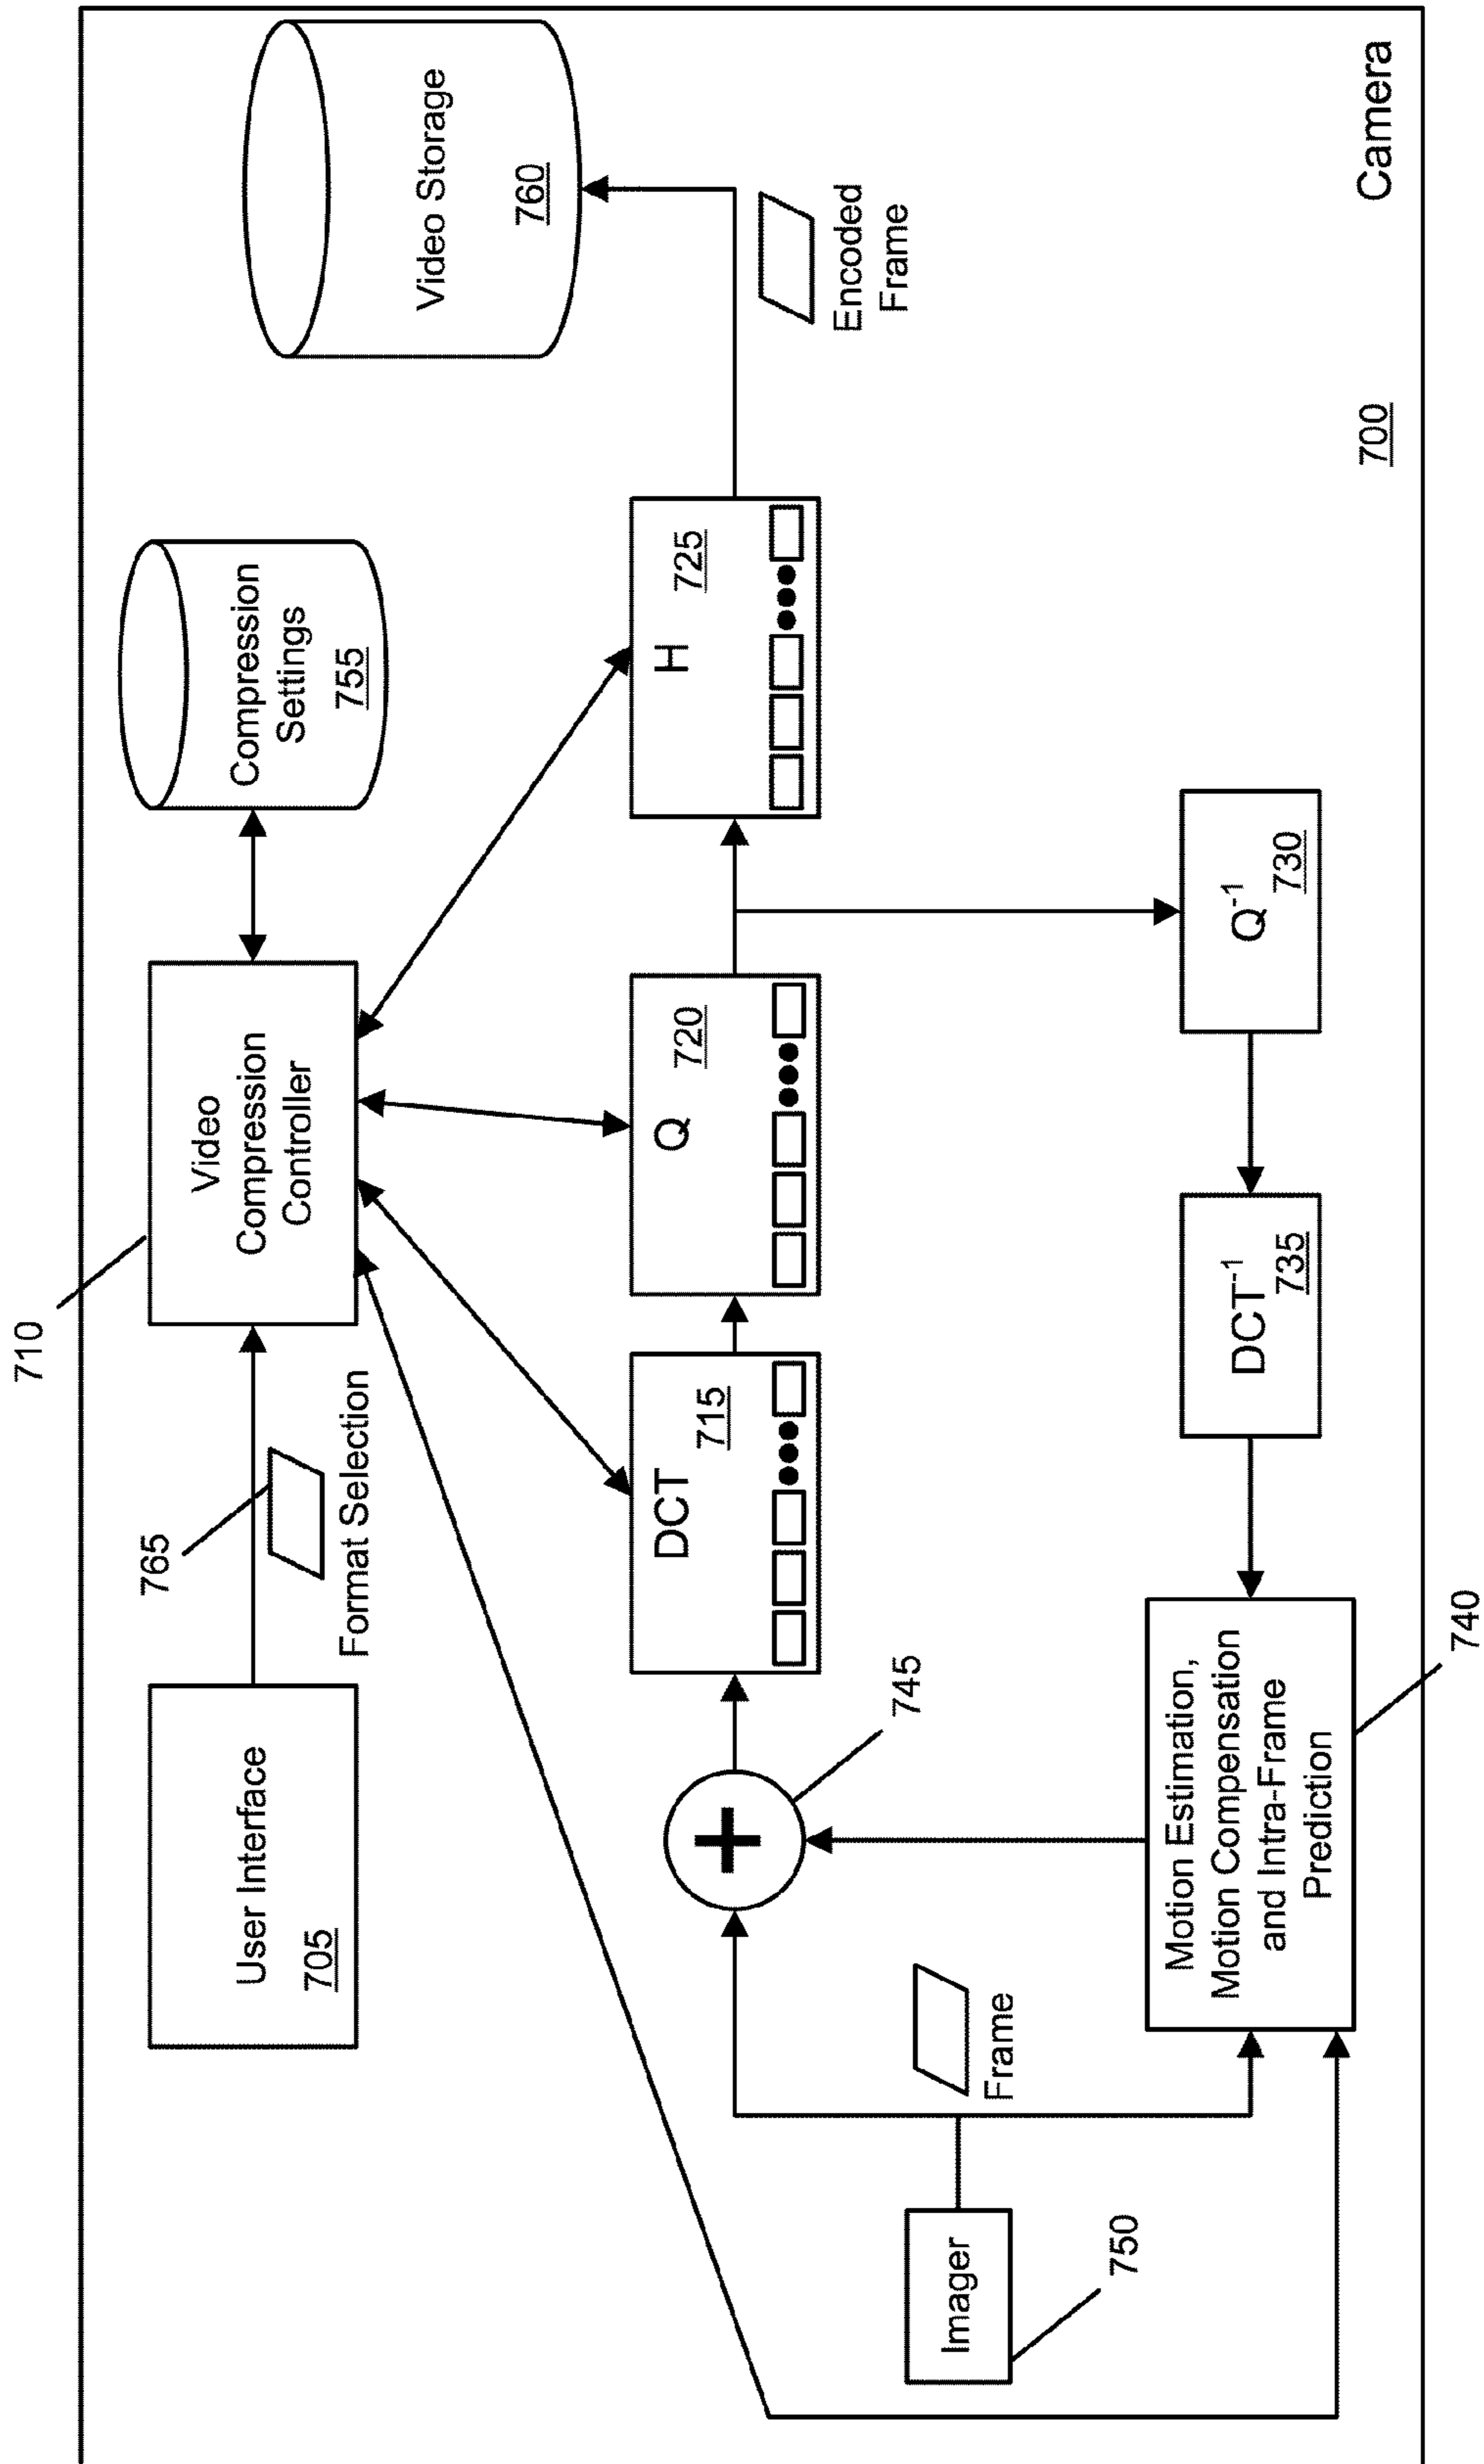 710
User Interface
705
765
Format Selection
Video
Compression
Controller
Compression
Settings
755
Video Storage
760
Imager
750
Frame
745
DCT
715
Q
720
H
725
Encoded
Frame
Motion Estimation,
Motion Compensation
and Intra-Frame
Prediction
740
DCT-1
735
Q-1
730
700
Camera